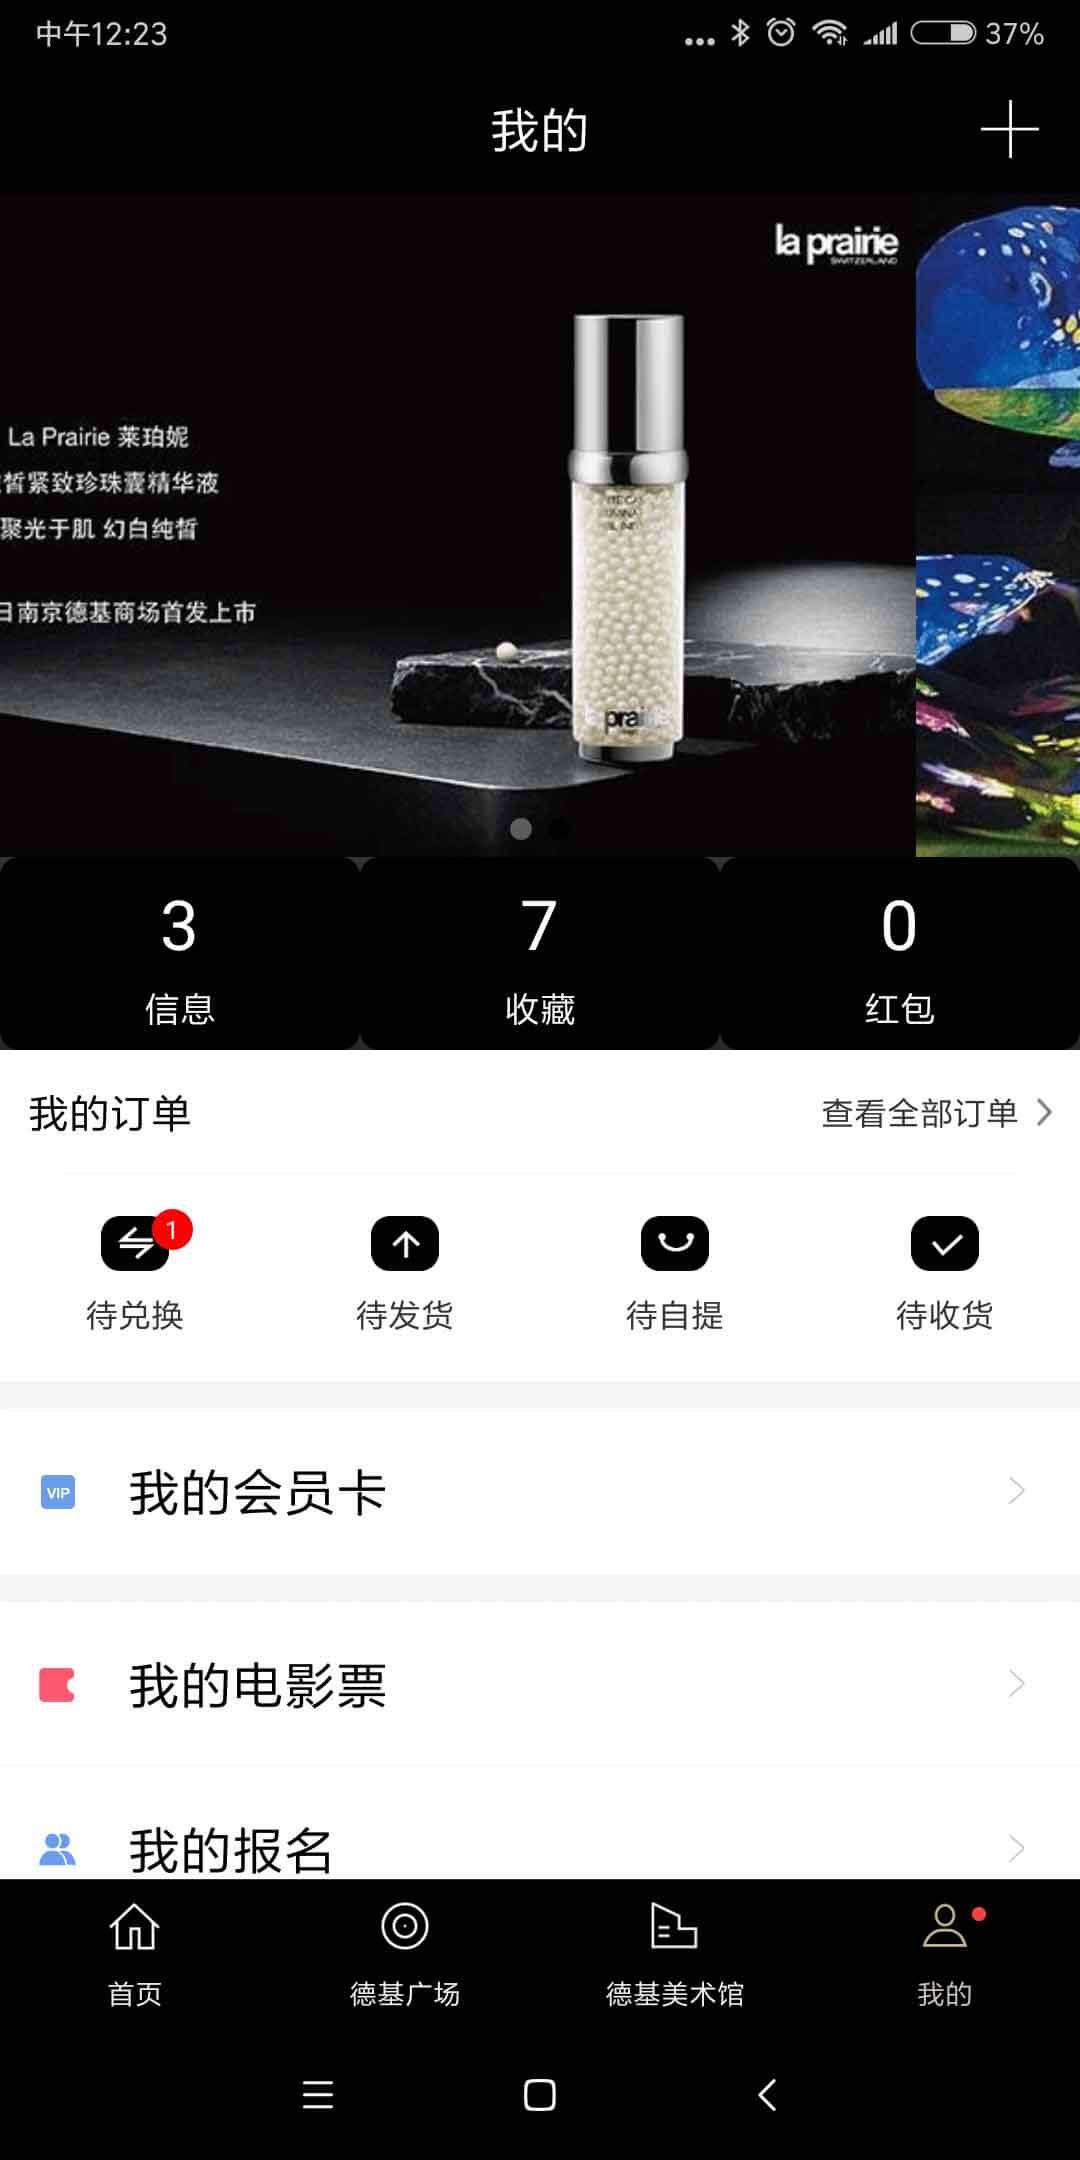 中午12:23
37%
我的
la prairie
SWITZERLAND
La Prairie 莱珀妮
皙紧致珍珠囊精华液
聚光于肌 幻白纯皙
日南京德基商场首发上市
3
7
0
信息
收藏
红包
我的订单
查看全部订单
1
待兑换
待发货
待自提
待收货
VIP
我的会员卡
我的电影票
我的报名
首页
德基广场
德基美术馆
我的